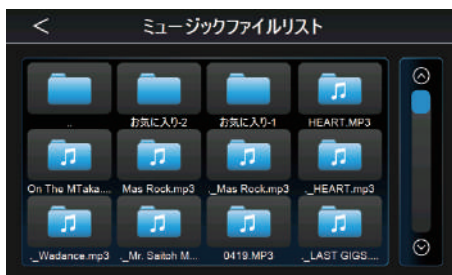 <
ミュージックファイルリスト
..
お気に入り-2
お気に入り-1
HEART.MP3
On The MTaka....
Mas Rock.mp3
._Mas Rock.mp3
._HEART.mp3
._Wadance.mp3
._Mr. Saitoh M...
0419.MP3
._LAST GIGS....